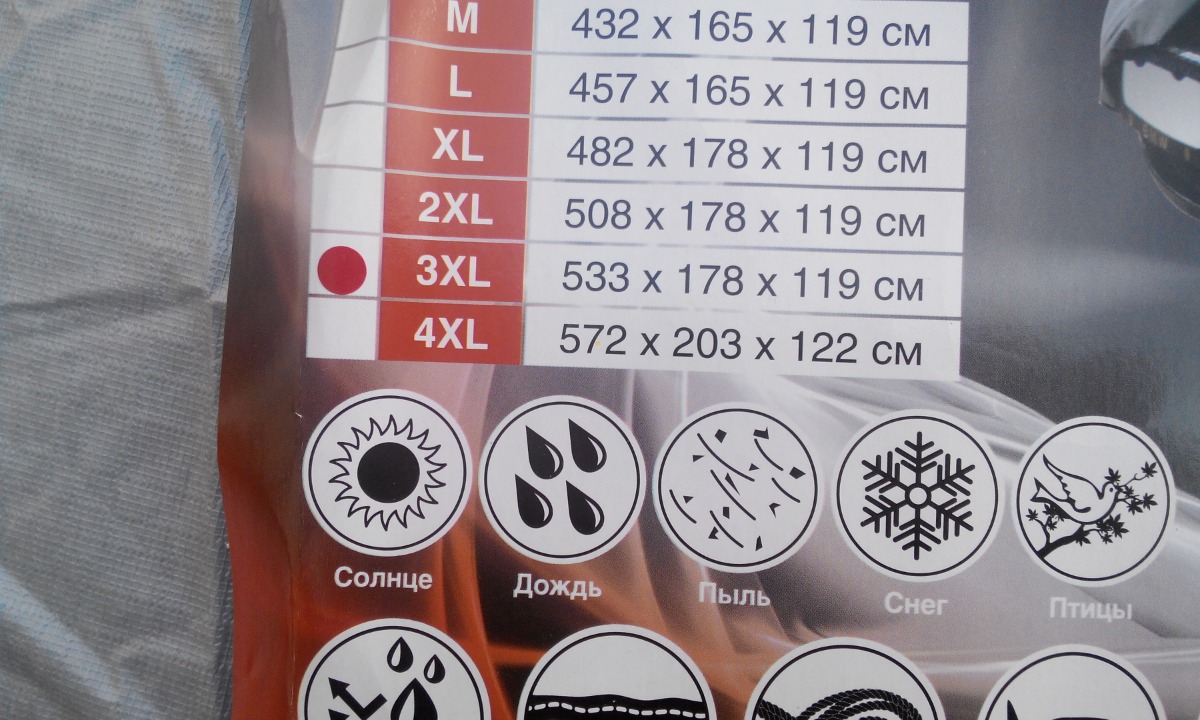 M 432 x 165 x 119 см
L 457 x 165 x 119 см
XL 482 x 178 x 119 см
2XL 508 x 178 x 119 см
3XL 533 x 178 x 119 см
4XL 572 x 203 x 122 см
Солнце Дождь Пыль Снег Птицы